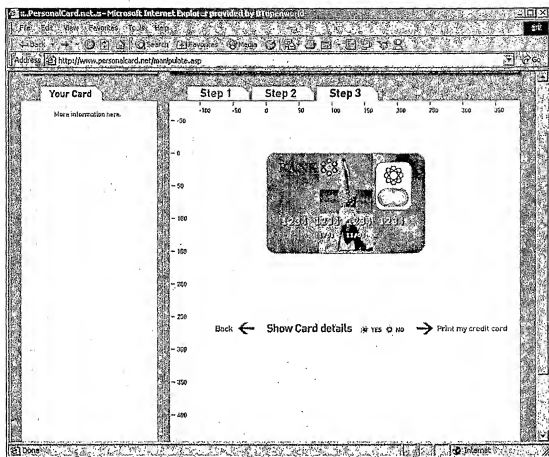 ::.PersonalCard.net.::- Microsoft Internet Explorer provided by BTopenworld
File Edit View Favorites Tools Help
Back Search Favorites Media
Address http://www.personalcard.net/manipulate.asp Go
Your Card
More information here.
Step 1 Step 2 Step 3
-100 -50 0 50 100 150 200 250 300 350
-50
0
50
100
150
200
250
300
350
400
BANK
1234 1234 1234 1234
Back Show Card details YES NO Print my credit card
Done Internet